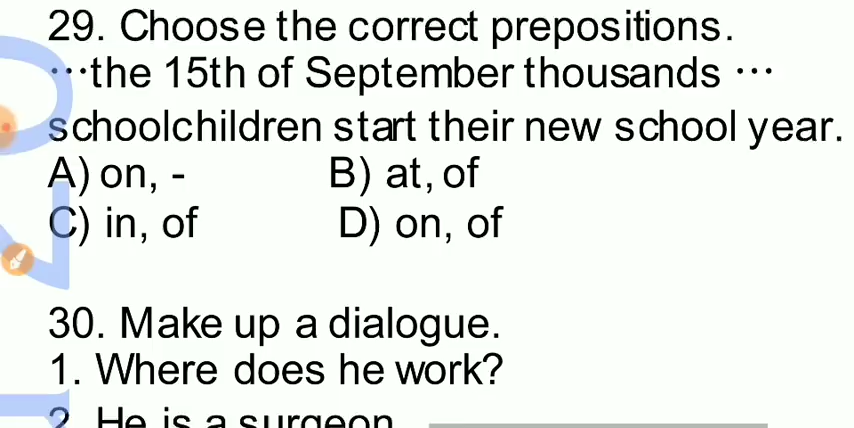 29. Choose the correct prepositions.
…the 15th of September thousands …
schoolchildren start their new school year.
A) on, - B) at, of
C) in, of D) on, of
30. Make up a dialogue.
1. Where does he work?
2. He is a surgeon.